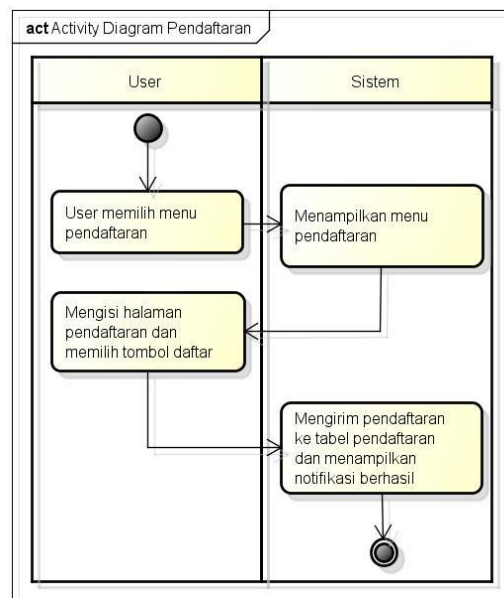 act Activity Diagram Pendaftaran
User
Sistem
User memilih menu
pendaftaran
Menampilkan menu
pendaftaran
Mengisi halaman
pendaftaran dan
memilih tombol daftar
Mengirim pendaftaran
ke tabel pendaftaran
dan menampilkan
notifikasi berhasil